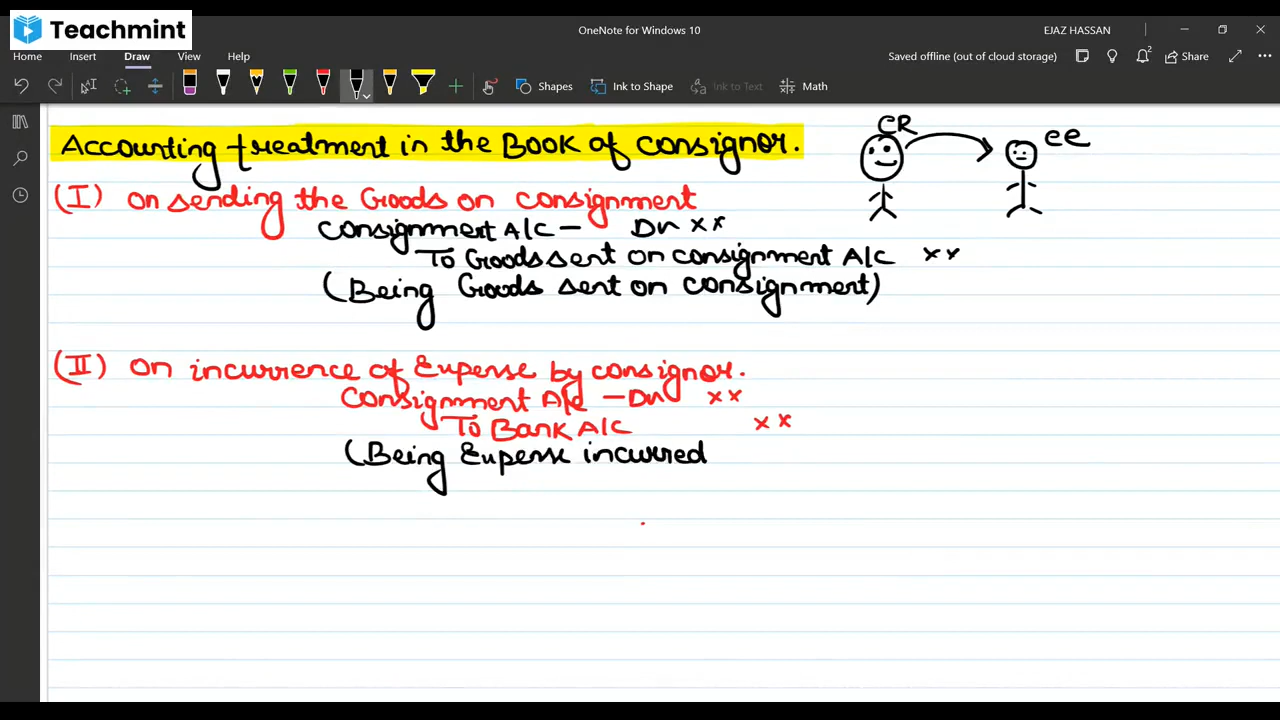 Teachmint
OneNote for Windows 10
EJAZ HASSAN
Home Insert Draw View Help
Saved offline (out of cloud storage)
2
Share
Shapes
Ink to Shape
Ink to Text
Math
Accounting treatment in the Book of consignor.
CR
ee
(I) on sending the Goods on consignment
Consignment A/C - Dr xx
To Goods sent on consignment A/C xx
(Being Goods sent on consignment)
(II) On incurrence of Expense by consignor.
Consignment A/c - Dr xx
To Bank A/C xx
(Being Expense incurred